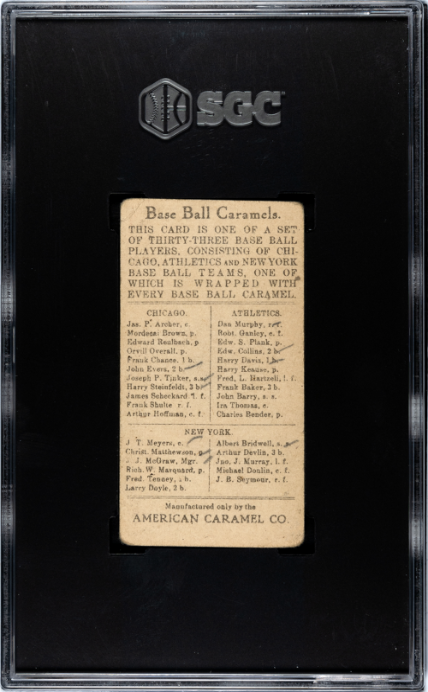 SGC
Base Ball Caramels.
THIS CARD IS ONE OF A SET
OF THIRTY-THREE BASE BALL
PLAYERS, CONSISTING OF CHI-
CAGO, ATHLETICS AND NEW YORK
BASE BALL TEAMS, ONE OF
WHICH IS WRAPPED WITH
EVERY BASE BALL CARAMEL.
CHICAGO.
Jas. P. Archer, c.
Mordecai Brown, p.
Edward Reulbach, p.
Orvill Overall, p.
Frank Chance, 1 b.
John Evers, 2 b.
Joseph P. Tinker, s.s.
Harry Steinfeldt, 3 b.
James Scheckard l. f.
Frank Shulte r. f.
Arthur Hoffman, c. f.
ATHLETICS.
Dan Murphy, r. f.
Robt. Ganley, c. f.
Edw. S. Plank, p.
Edw. Collins, 2 b.
Harry Davis, 1 b.
Harry Krause, p.
Fred. L. Hartzell, l. f.
Frank Baker, 3 b.
John Barry, s. s.
Ira Thomas, c.
Charles Bender, p.
NEW YORK.
J. T. Meyers, c.
Christ. Matthewson, p.
J. J. McGraw, Mgr.
Rich. W. Marquard, p.
Fred. Tenney, 1 b.
Larry Doyle, 2 b.
Albert Bridwell, s. s.
Arthur Devlin, 3 b.
Jno. J. Murray, l. f.
Michael Donlin, c. f.
J. B. Seymour, r. f.
Manufactured only by the
AMERICAN CARAMEL CO.